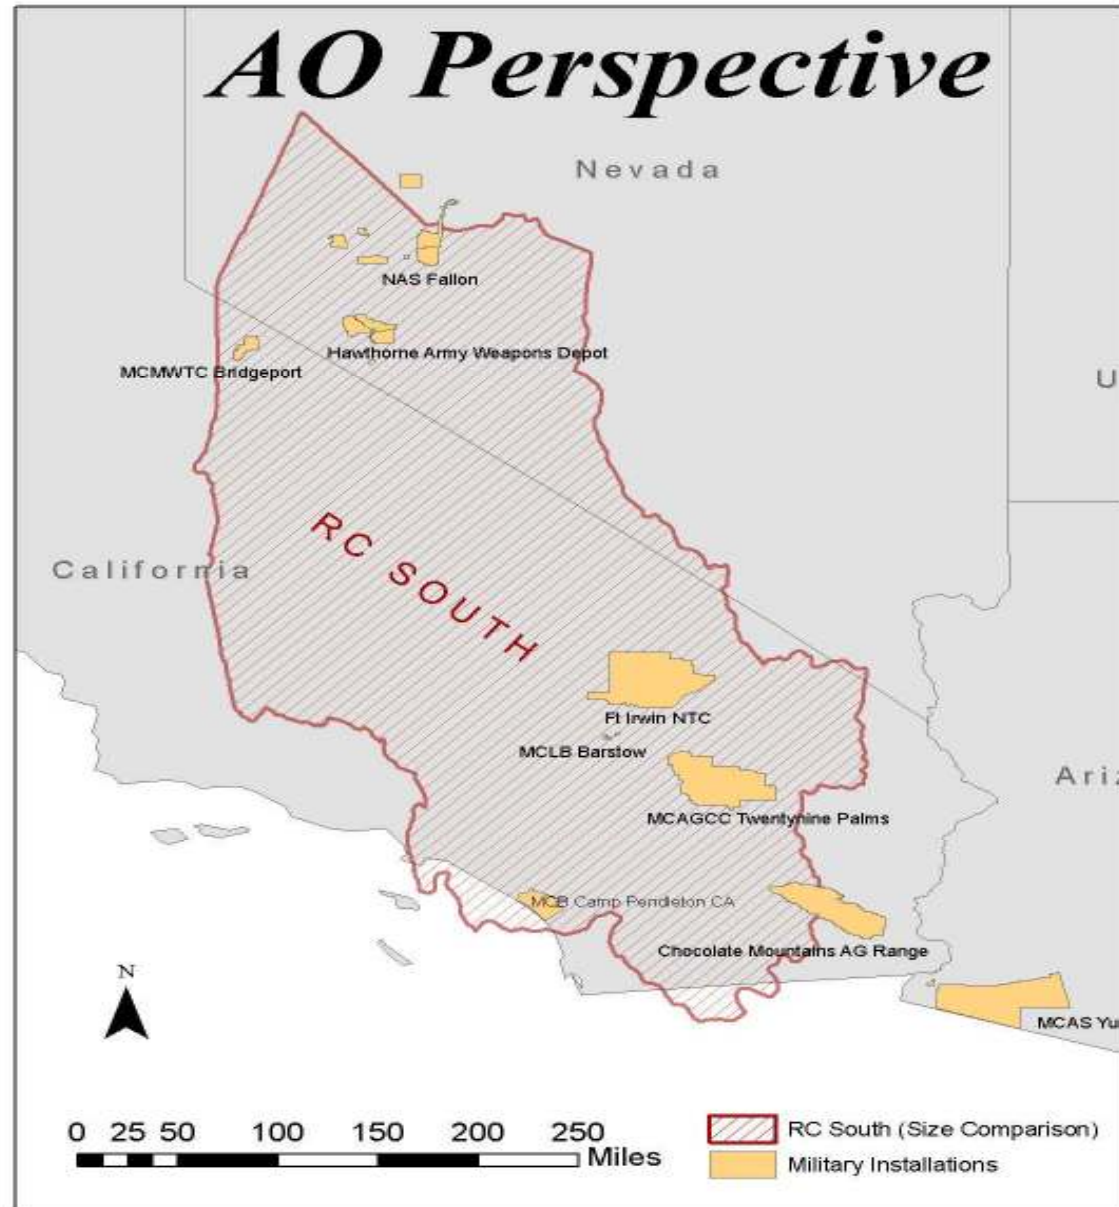 AO Perspective
Nevada
NAS Fallon
Hawthorne Army Weapons Depot
MCMWTC Bridgeport
U
RC SOUTH
California
Ft Irwin NTC
MCLB Barstow
Ariz
MCAGCC Twentynine Palms
MCB Camp Pendleton CA
Chocolate Mountains AG Range
N
MCAS Yu
0 25 50 100 150 200 250
Miles
RC South (Size Comparison)
Military Installations